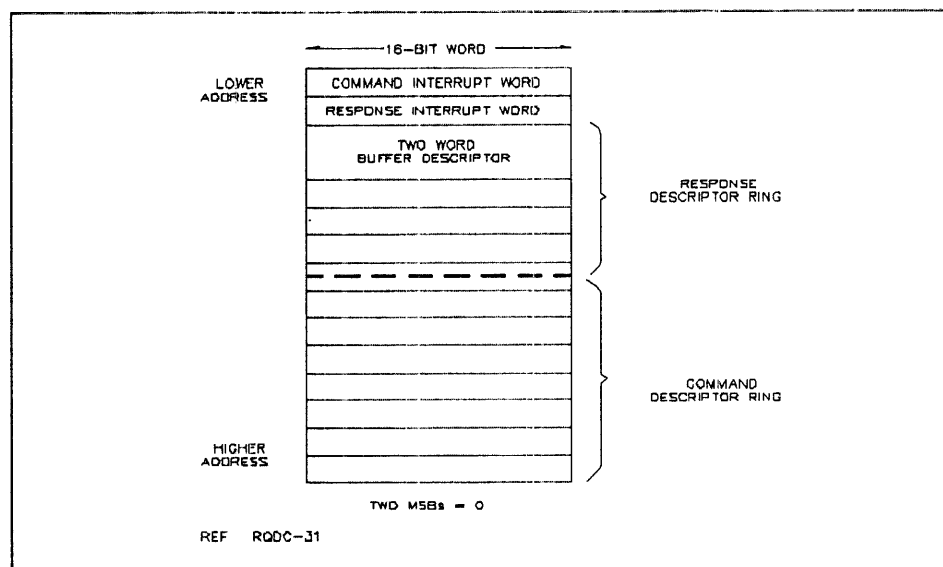 16-BIT WORD
LOWER
ADDRESS
COMMAND INTERRUPT WORD
RESPONSE INTERRUPT WORD
TWO WORD
BUFFER DESCRIPTOR
RESPONSE
DESCRIPTOR RING
COMMAND
DESCRIPTOR RING
HIGHER
ADDRESS
TWO MSBs = 0
REF RQDC-31